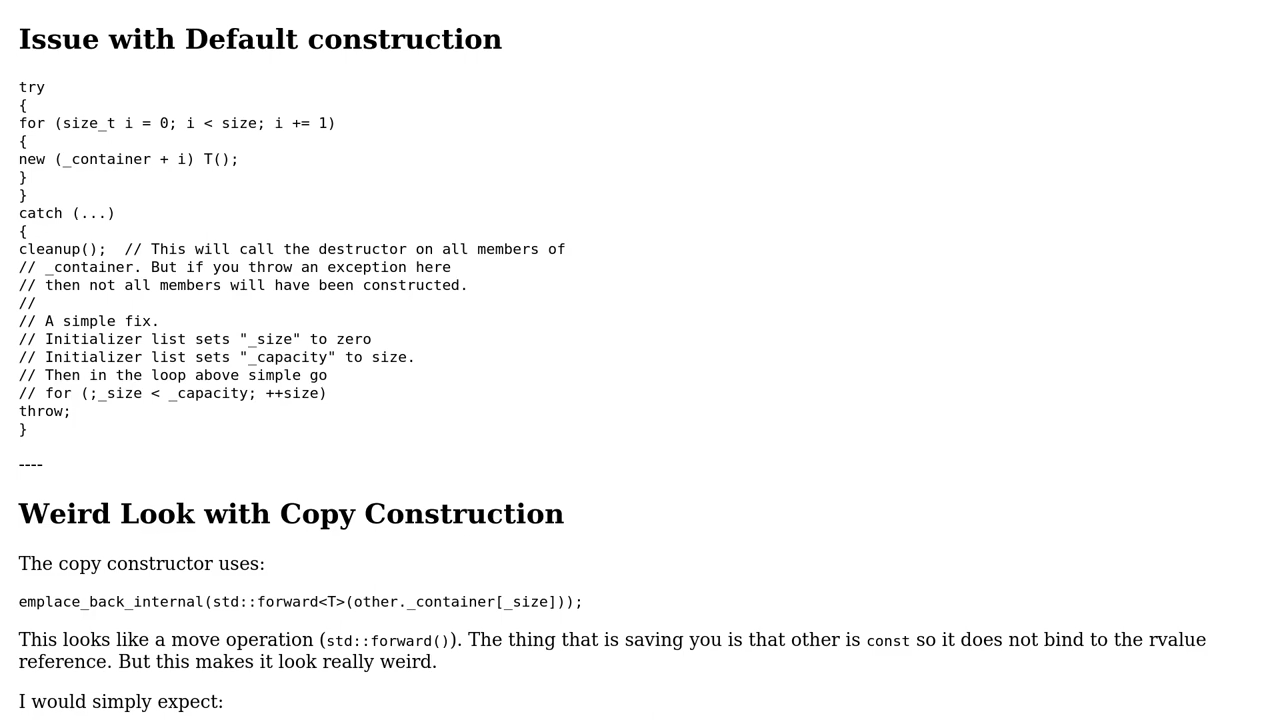 Issue with Default construction
try
{
for (size_t i = 0; i < size; i += 1)
{
new (_container + i) T();
}
}
catch (...)
{
cleanup();  // This will call the destructor on all members of
// _container. But if you throw an exception here
// then not all members will have been constructed.
//
// A simple fix.
// Initializer list sets "_size" to zero
// Initializer list sets "_capacity" to size.
// Then in the loop above simple go
// for (;_size < _capacity; ++size)
throw;
}
----
Weird Look with Copy Construction
The copy constructor uses:
emplace_back_internal(std::forward<T>(other._container[_size]));
This looks like a move operation (std::forward()). The thing that is saving you is that other is const so it does not bind to the rvalue
reference. But this makes it look really weird.
I would simply expect: